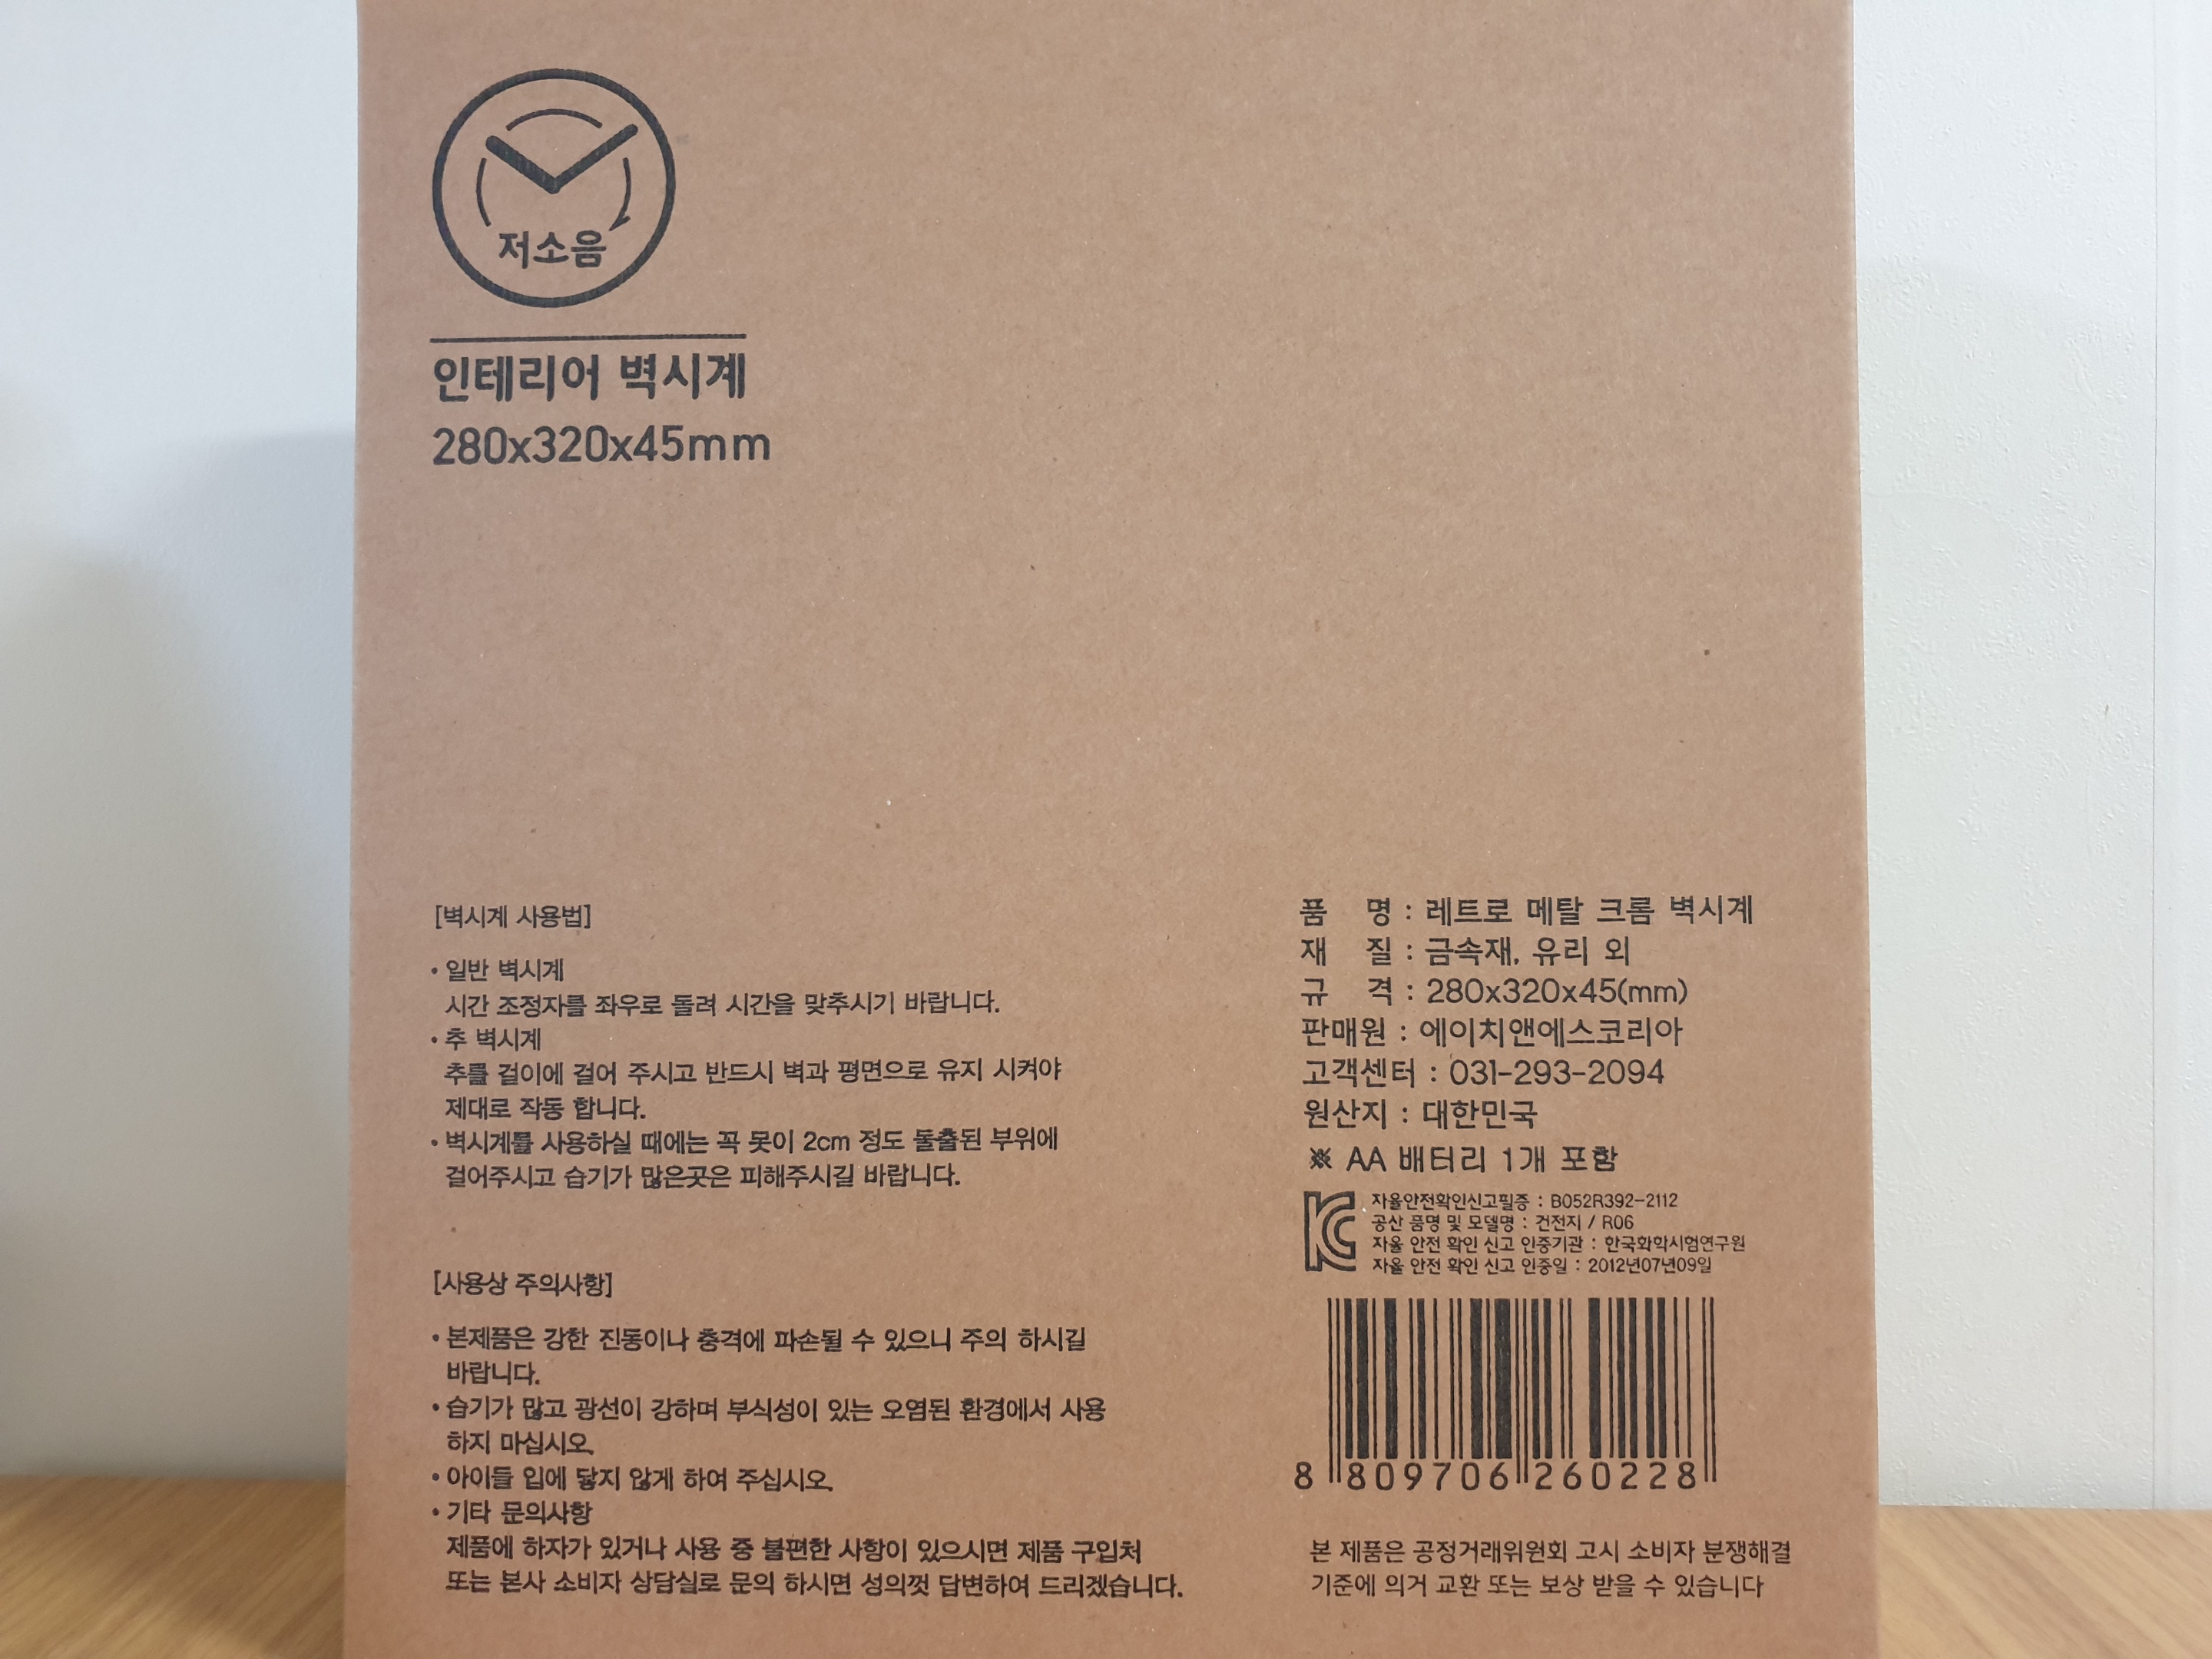 저소음
인테리어 벽시계
280x320x45mm
[벽시계 사용법]
• 일반 벽시계
시간 조정자를 좌우로 돌려 시간을 맞추시기 바랍니다.
• 추 벽시계
추를 걸이에 걸어 주시고 반드시 벽과 평면으로 유지 시켜야
제대로 작동 합니다.
• 벽시계를 사용하실 때에는 꼭 못이 2cm 정도 돌출된 부위에
걸어주시고 습기가 많은곳은 피해주시길 바랍니다.
[사용상 주의사항]
• 본제품은 강한 진동이나 충격에 파손될 수 있으니 주의 하시길
바랍니다.
• 습기가 많고 광선이 강하며 부식성이 있는 오염된 환경에서 사용
하지 마십시오.
• 아이들 입에 닿지 않게 하여 주십시오.
• 기타 문의사항
제품에 하자가 있거나 사용 중 불편한 사항이 있으시면 제품 구입처
또는 본사 소비자 상담실로 문의 하시면 성의껏 답변하여 드리겠습니다.
품 명 : 레트로 메탈 크롬 벽시계
재 질 : 금속재, 유리 외
규 격 : 280x320x45(mm)
판매원 : 에이치앤에스코리아
고객센터 : 031-293-2094
원산지 : 대한민국
※ AA 배터리 1개 포함
자율안전확인신고필증 : B052R392-2112
공산 품명 및 모델명 : 건전지 / R06
자율 안전 확인 신고 인증기관 : 한국화학시험연구원
자율 안전 확인 신고 인증일 : 2012년07년09일
8 809706 260228
본 제품은 공정거래위원회 고시 소비자 분쟁해결
기준에 의거 교환 또는 보상 받을 수 있습니다